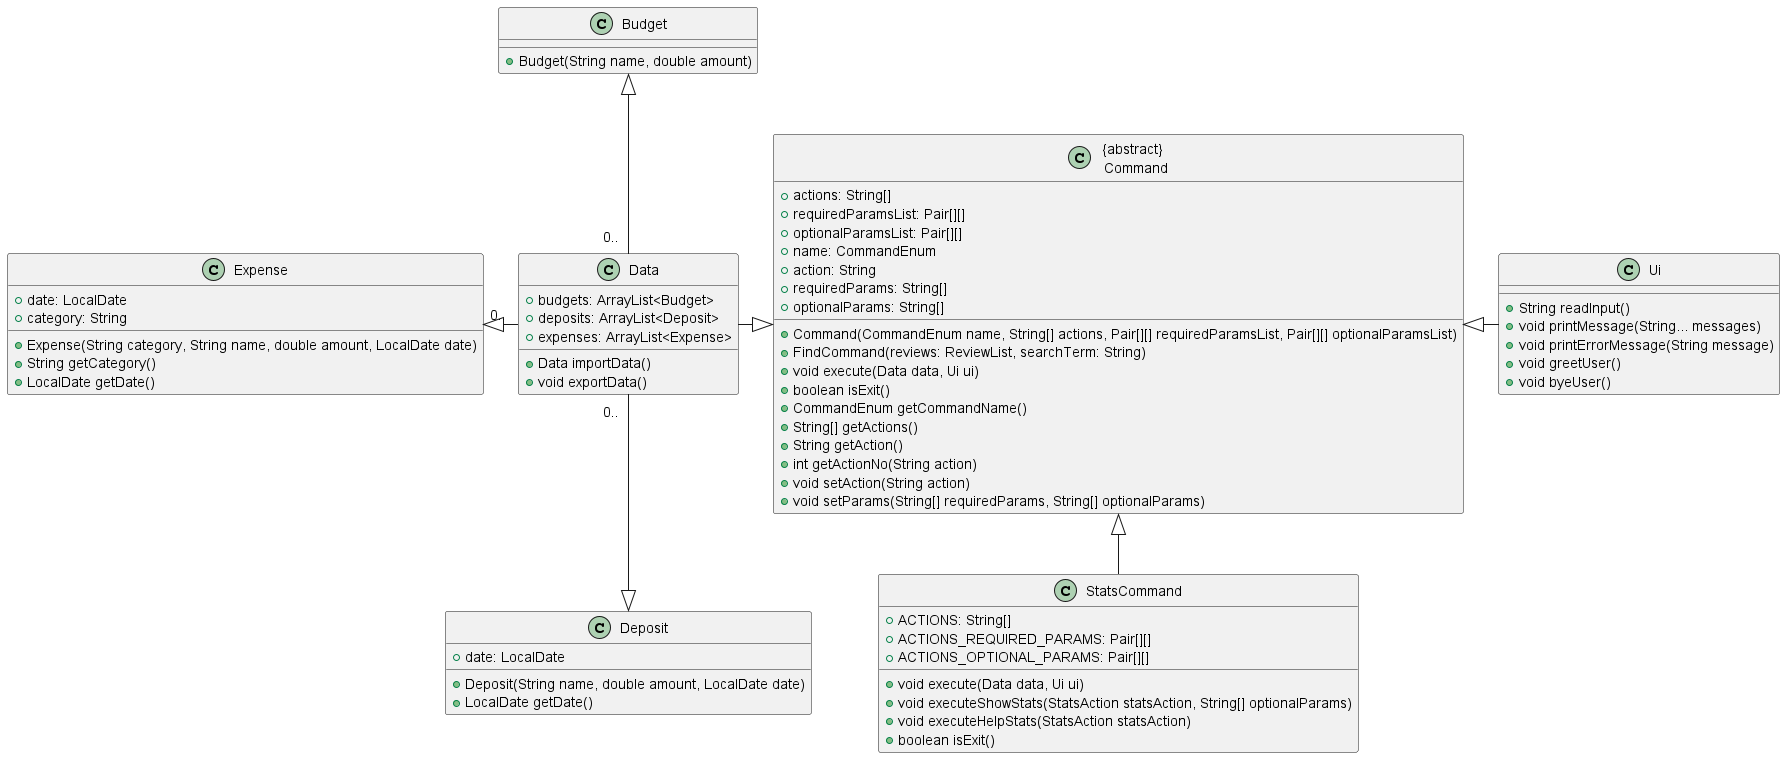 C Budget
Budget(String name, double amount)
0..
C Expense
date: LocalDate
category: String
Expense(String category, String name, double amount, LocalDate date)
String getCategory()
LocalDate getDate()
0
C Data
budgets: ArrayList<Budget>
deposits: ArrayList<Deposit>
expenses: ArrayList<Expense>
Data importData()
void exportData()
0..
C Deposit
date: LocalDate
Deposit(String name, double amount, LocalDate date)
LocalDate getDate()
{abstract}
C Command
actions: String[]
requiredParamsList: Pair[][]
optionalParamsList: Pair[][]
name: CommandEnum
action: String
requiredParams: String[]
optionalParams: String[]
Command(CommandEnum name, String[] actions, Pair[][] requiredParamsList, Pair[][] optionalParamsList)
FindCommand(reviews: ReviewList, searchTerm: String)
void execute(Data data, Ui ui)
boolean isExit()
CommandEnum getCommandName()
String[] getActions()
String getAction()
int getActionNo(String action)
void setAction(String action)
void setParams(String[] requiredParams, String[] optionalParams)
C StatsCommand
ACTIONS: String[]
ACTIONS_REQUIRED_PARAMS: Pair[][]
ACTIONS_OPTIONAL_PARAMS: Pair[][]
void execute(Data data, Ui ui)
void executeShowStats(StatsAction statsAction, String[] optionalParams)
void executeHelpStats(StatsAction statsAction)
boolean isExit()
C Ui
String readInput()
void printMessage(String... messages)
void printErrorMessage(String message)
void greetUser()
void byeUser()